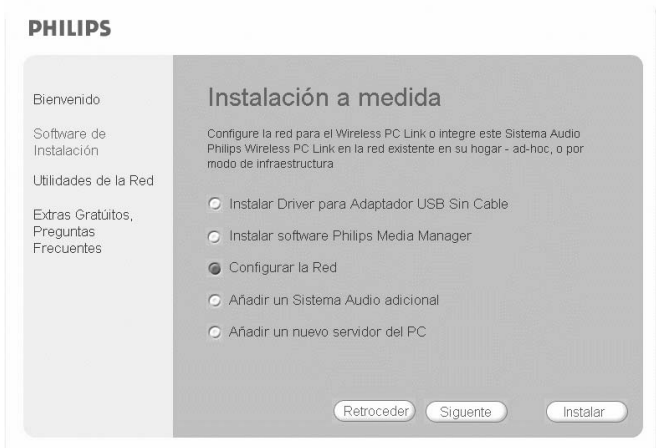 PHILIPS
Bienvenido
Software de
Instalación
Utilidades de la Red
Extras Gratúitos,
Preguntas
Frecuentes
Instalación a medida
Configure la red para el Wireless PC Link o integre este Sistema Audio
Philips Wireless PC Link en la red existente en su hogar - ad-hoc, o por
modo de infraestructura
Instalar Driver para Adaptador USB Sin Cable
Instalar software Philips Media Manager
Configurar la Red
Añadir un Sistema Audio adicional
Añadir un nuevo servidor del PC
Retroceder
Siguente
Instalar